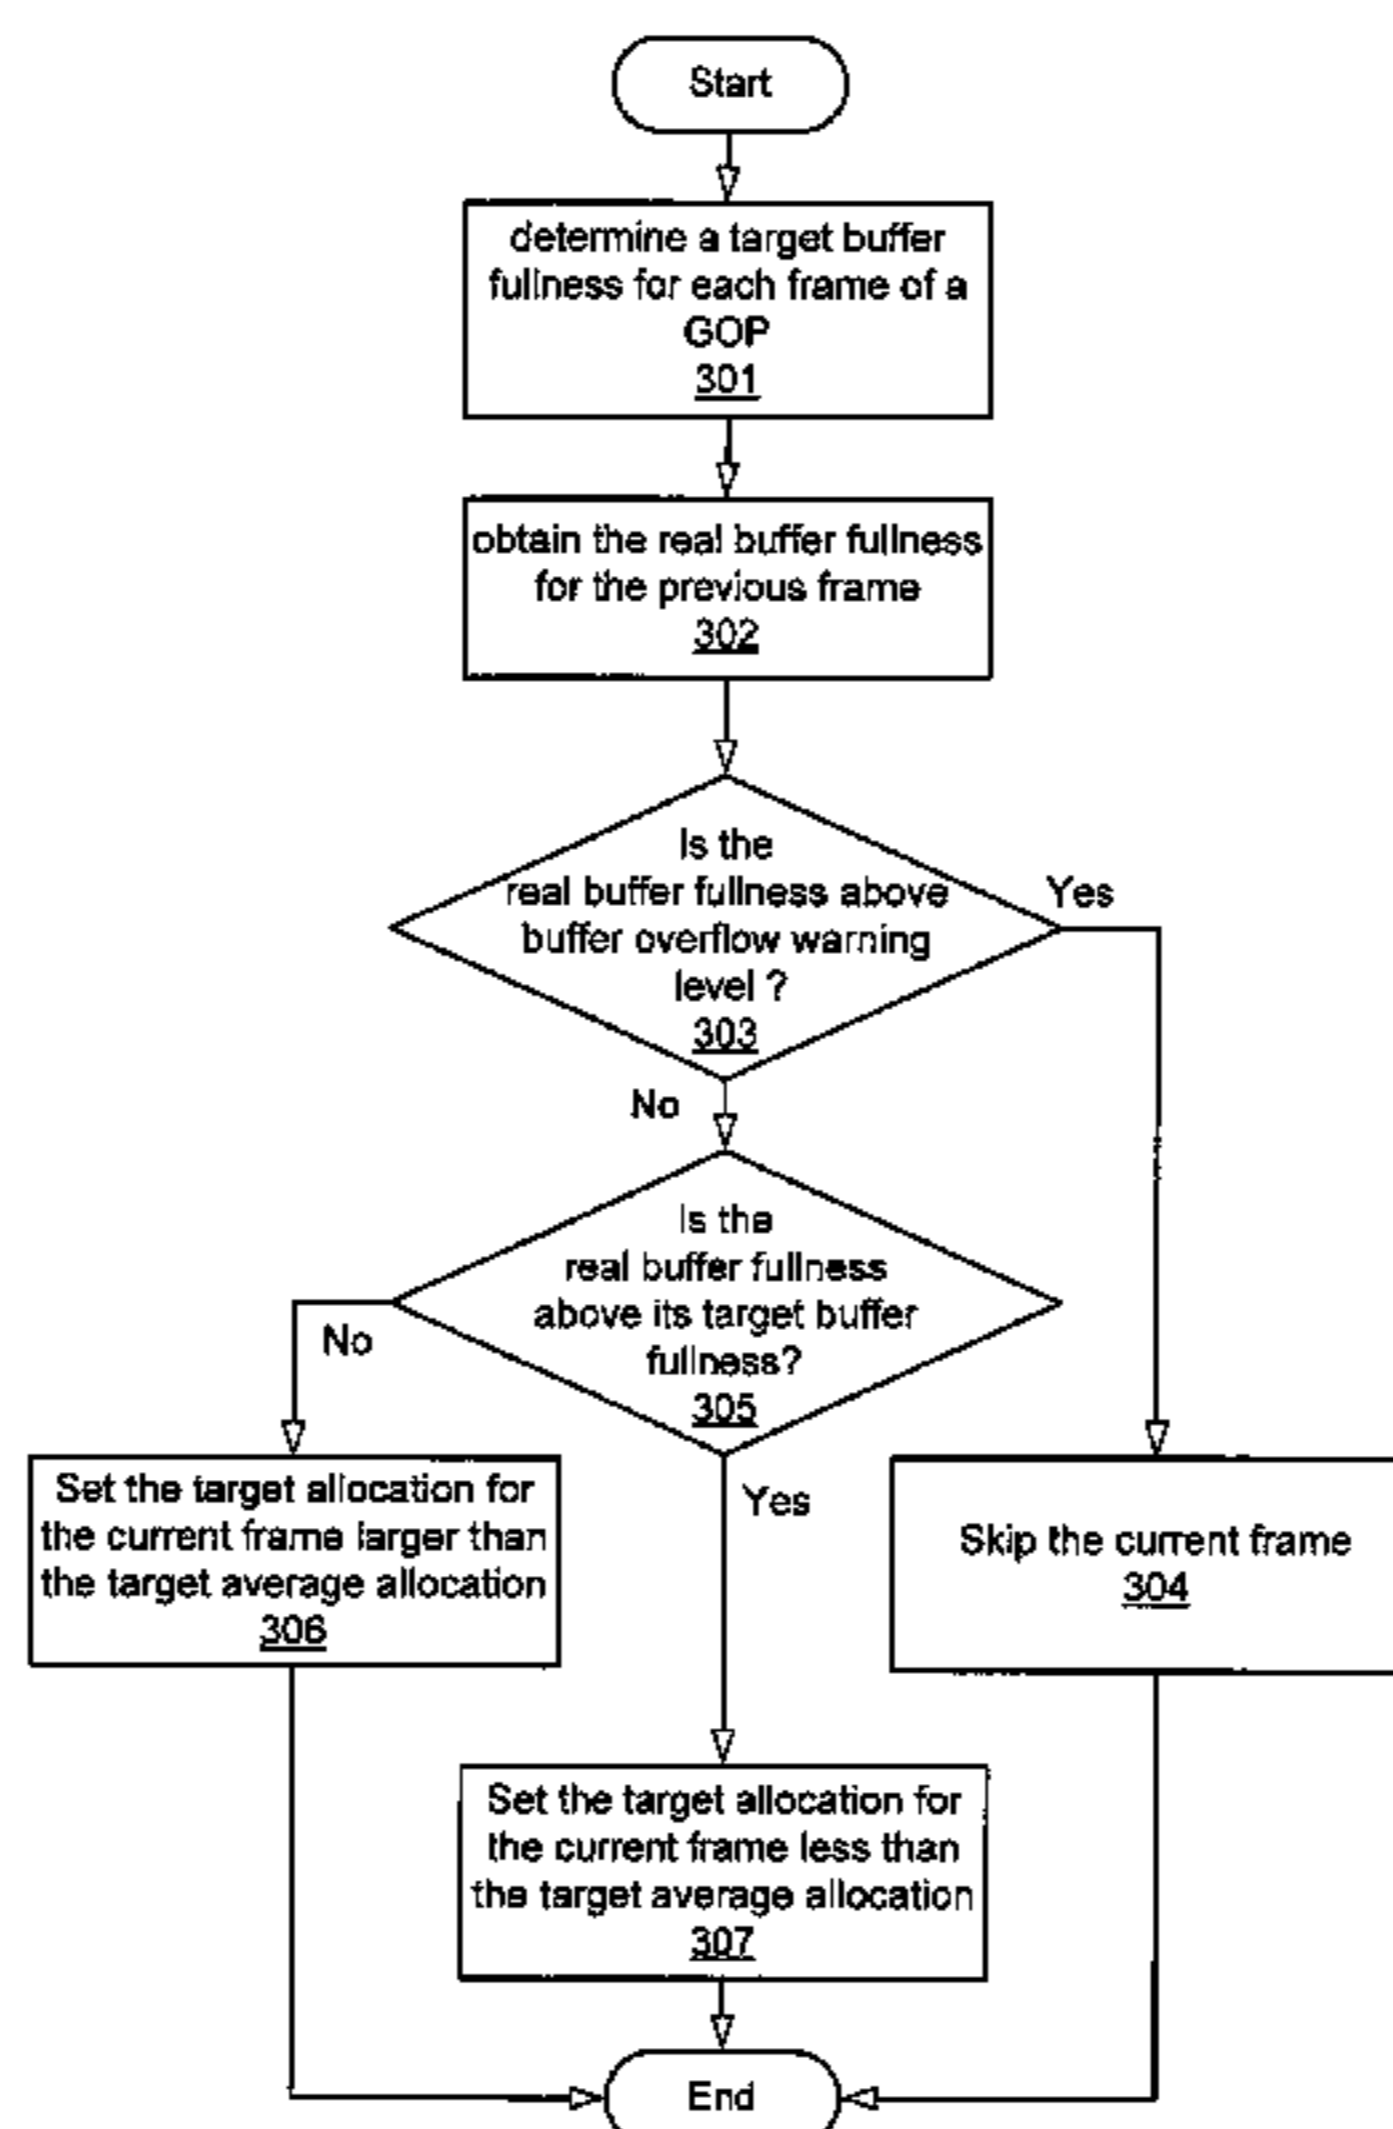 Start
determine a target buffer
fullness for each frame of a
GOP
301
obtain the real buffer fullness
for the previous frame
302
Is the
real buffer fullness above
buffer overflow warning
level ?
303
Yes
No
Is the
real buffer fullness
above its target buffer
fullness?
305
No
Yes
Set the target allocation for
the current frame larger than
the target average allocation
306
Skip the current frame
304
Set the target allocation for
the current frame less than
the target average allocation
307
End